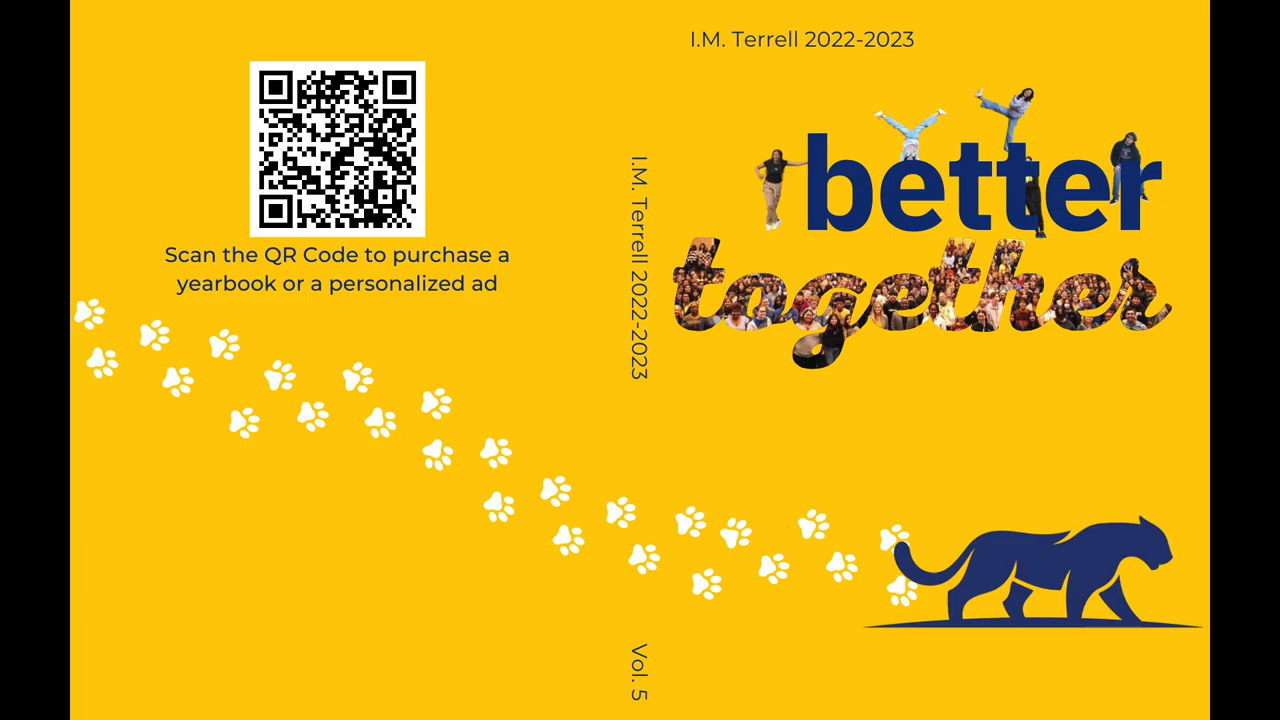 I.M. Terrell 2022-2023
better
together
Scan the QR Code to purchase a
yearbook or a personalized ad
I.M. Terrell 2022-2023
Vol. 5